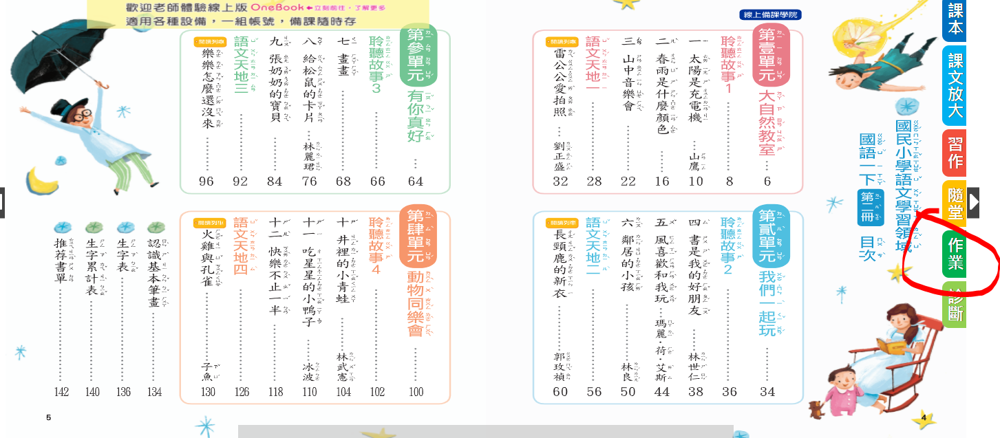 歡迎老師體驗線上版 OneBook 立刻前往，了解更多
適用各種設備，一組帳號，備課隨時存
線上備課學院
課本
課文放大
習作
隨堂
作業
診斷
國民小學語文學習領域
國語一下 第二冊 目次
第壹單元 大自然教室 … 6
聆聽故事1 … 8
一 太陽是充電機 … 山鷹 10
二 春雨是什麼顏色 … 16
三 山中音樂會 … 22
語文天地一 … 28
閱讀列車 雷公公愛拍照 … 劉正盛 32
第貳單元 我們一起玩 … 34
聆聽故事2 … 36
四 書是我的好朋友 … 林世仁 38
五 風喜歡和我玩 … 瑪麗·荷·艾斯 44
六 鄰居的小孩 … 林良 50
語文天地二 … 56
閱讀列車 長頸鹿的新衣 … 郭玫禎 60
第參單元 有你真好 … 64
聆聽故事3 … 66
七 畫畫 … 68
八 給松鼠的卡片 … 林麗珺 76
九 張奶奶的寶貝 … 84
語文天地三 … 92
閱讀列車 樂樂怎麼還沒來 … 96
第肆單元 動物同樂會 … 100
聆聽故事4 … 102
十 井裡的小青蛙 … 林武憲 104
十一 吃星星的小鴨子 … 冰波 110
十二 快樂不止一半 … 118
語文天地四 … 126
閱讀列車 火雞與孔雀 … 子魚 130
認識基本筆畫 … 134
生字表 … 136
生字累計表 … 140
推荐書單 … 142
4
5